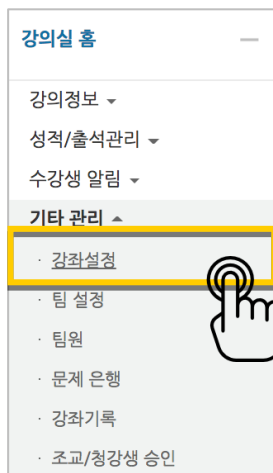 강의실 홈
강의정보
성적/출석관리
수강생 알림
기타 관리
· 강좌설정
· 팀 설정
· 팀원
· 문제 은행
· 강좌기록
· 조교/청강생 승인